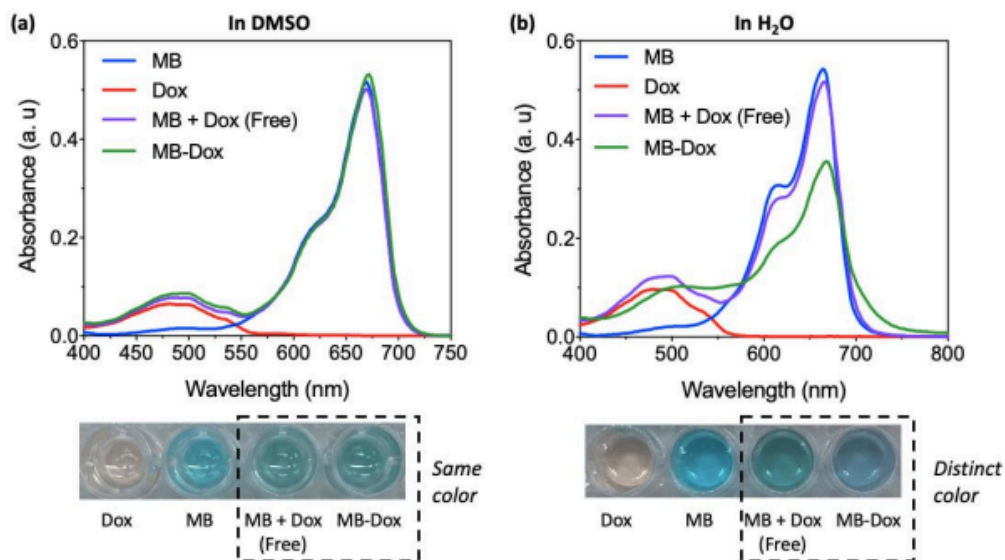 (a) In DMSO
0.6
0.4
0.2
0.0
Absorbance (a. u)
MB
Dox
MB + Dox (Free)
MB-Dox
400 450 500 550 600 650 700 750
Wavelength (nm)
Dox MB MB + Dox MB-Dox
(Free)
Same
color
(b) In H₂O
0.6
0.4
0.2
0.0
Absorbance (a. u)
MB
Dox
MB + Dox (Free)
MB-Dox
400 500 600 700 800
Wavelength (nm)
Dox MB MB + Dox MB-Dox
(Free)
Distinct
color